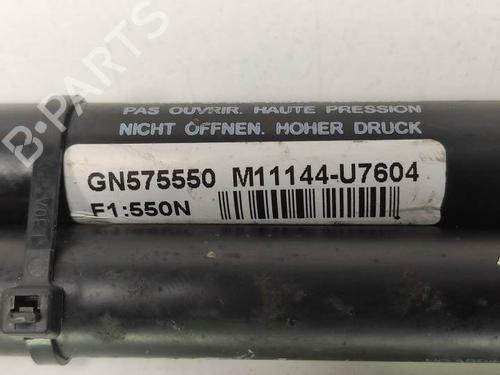 PAS OUVRIR. HAUTE PRESSION
NICHT ÖFFNEN. HOHER DRUCK
GN575550 M11144-U7604
F1:550N
B-Parts